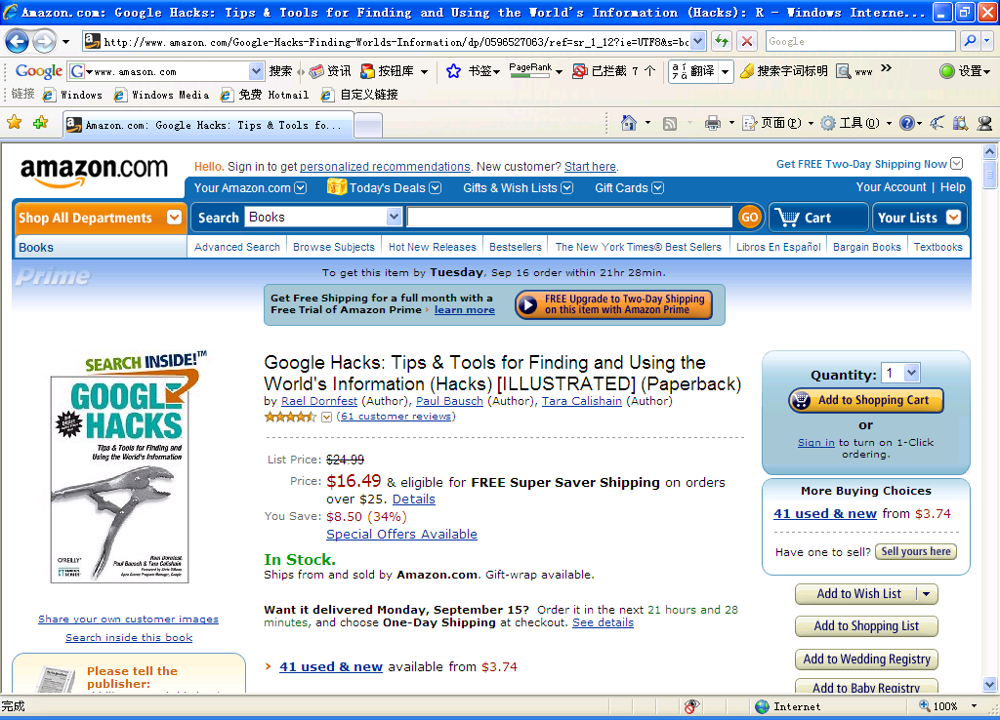 Amazon.com: Google Hacks: Tips & Tools for Finding and Using the World's Information (Hacks): R - Windows Interne...
http://www.amazon.com/Google-Hacks-Finding-Worlds-Information/dp/0596527063/ref=sr_1_12?ie=UTF8&s=bo
Google
Google G www.amason.com 搜索 资讯 按钮库 书签 PageRank 已拦截 7 个 翻译 搜索字词标明 www » 设置
链接 Windows Windows Media 免费 Hotmail 自定义链接
Amazon.com: Google Hacks: Tips & Tools fo... 页面(P) 工具(O)
amazon.com
Hello. Sign in to get personalized recommendations. New customer? Start here.
Get FREE Two-Day Shipping Now
Your Amazon.com Today's Deals Gifts & Wish Lists Gift Cards Your Account | Help
Shop All Departments Search Books GO Cart Your Lists
Books Advanced Search Browse Subjects Hot New Releases Bestsellers The New York Times® Best Sellers Libros En Español Bargain Books Textbooks
Prime
To get this item by Tuesday, Sep 16 order within 21hr 28min.
Get Free Shipping for a full month with a
Free Trial of Amazon Prime › learn more
FREE Upgrade to Two-Day Shipping
on this item with Amazon Prime
SEARCH INSIDE!™
GOOGLE
HACKS
Tips & Tools for Finding and
Using the World's Information
O'REILLY
Rael Dornfest,
Paul Bausch & Tara Calishain
Share your own customer images
Search inside this book
Please tell the
publisher:
Google Hacks: Tips & Tools for Finding and Using the
World's Information (Hacks) [ILLUSTRATED] (Paperback)
by Rael Dornfest (Author), Paul Bausch (Author), Tara Calishain (Author)
(61 customer reviews)
List Price: $24.99
Price: $16.49 & eligible for FREE Super Saver Shipping on orders
over $25. Details
You Save: $8.50 (34%)
Special Offers Available
In Stock.
Ships from and sold by Amazon.com. Gift-wrap available.
Want it delivered Monday, September 15? Order it in the next 21 hours and 28
minutes, and choose One-Day Shipping at checkout. See details
› 41 used & new available from $3.74
Quantity: 1
Add to Shopping Cart
or
Sign in to turn on 1-Click
ordering.
More Buying Choices
41 used & new from $3.74
Have one to sell? Sell yours here
Add to Wish List
Add to Shopping List
Add to Wedding Registry
Add to Baby Registry
完成 Internet 100%